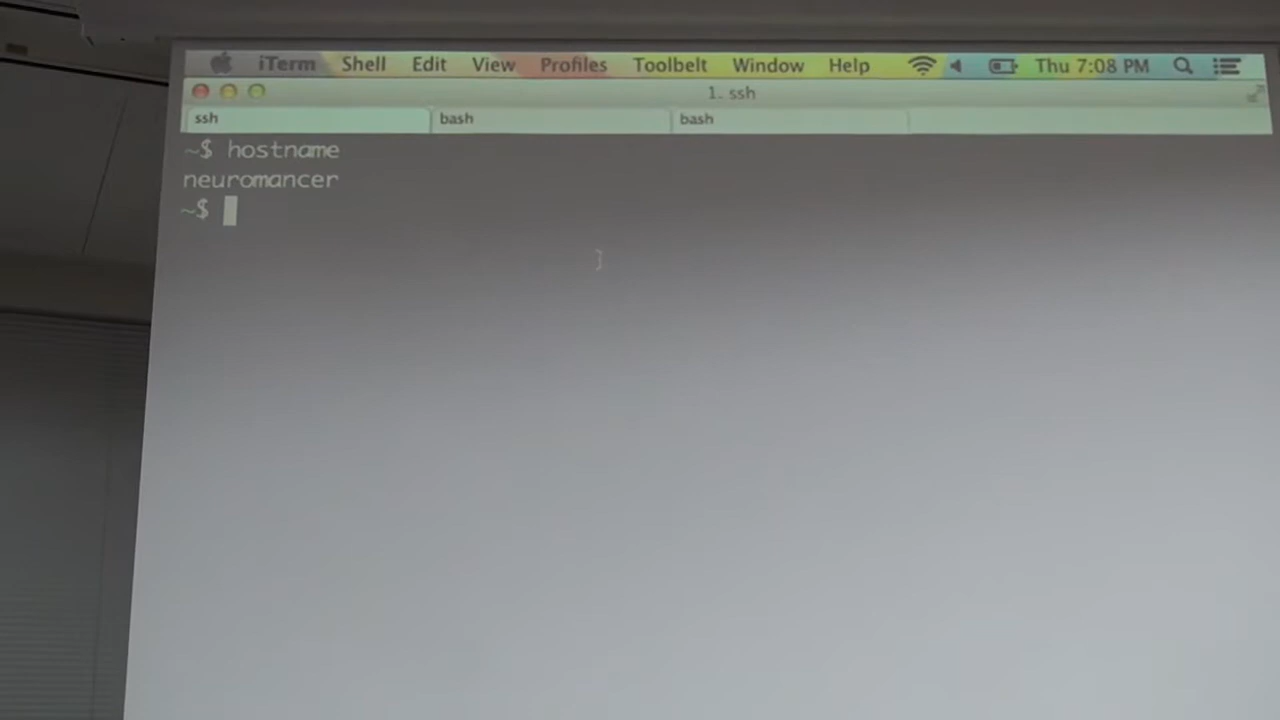 iTerm Shell Edit View Profiles Toolbelt Window Help Thu 7:08 PM
1. ssh
ssh bash bash
~$ hostname
neuromancer
~$